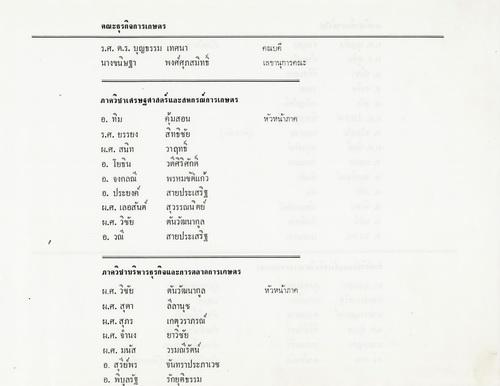 คณะธุรกิจการเกษตร
ร.ศ. ด.ร. บุญธรรม เทศนา คณบดี
นางขนิษฐา พงศ์ศุภสมิทธิ์ เลขานุการคณะ
ภาควิชาเศรษฐศาสตร์และสหกรณ์การเกษตร
อ. ทิม คุ้มสอน หัวหน้าภาค
ร.ศ. ยรรยง สิทธิชัย
ผ.ศ. สนิท วาฤทธิ์
อ. โยธิน วดีศิริศักดิ์
อ. จงกลณี พรหมชติแก้ว
อ. ประยงค์ สายประเสริฐ
ผ.ศ. เลอสันต์ สุวรรณนิตย์
ผ.ศ. วิชัย ตันวัฒนากูล
อ. วณี สายประเสริฐ
ภาควิชาบริหารธุรกิจและการตลาดการเกษตร
ผ.ศ. วิชัย ตันวัฒนากูล หัวหน้าภาค
ผ.ศ. สุดา ลีลานุช
ผ.ศ. สุภร เกตุวราภรณ์
ผ.ศ. จำนง ยาวิชัย
ผ.ศ. มนัส วรมณีรัตน์
อ. สุรีย์พร จันทราประภาเวช
อ. พิบูลรัฐ รักยุติธรรม